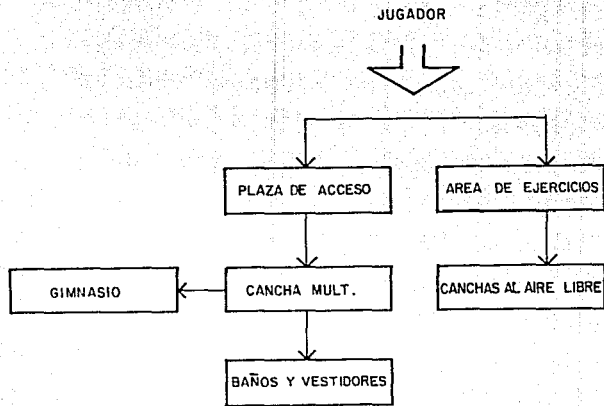 JUGADOR
PLAZA DE ACCESO
AREA DE EJERCICIOS
GIMNASIO
CANCHA MULT.
CANCHAS AL AIRE LIBRE
BAÑOS Y VESTIDORES